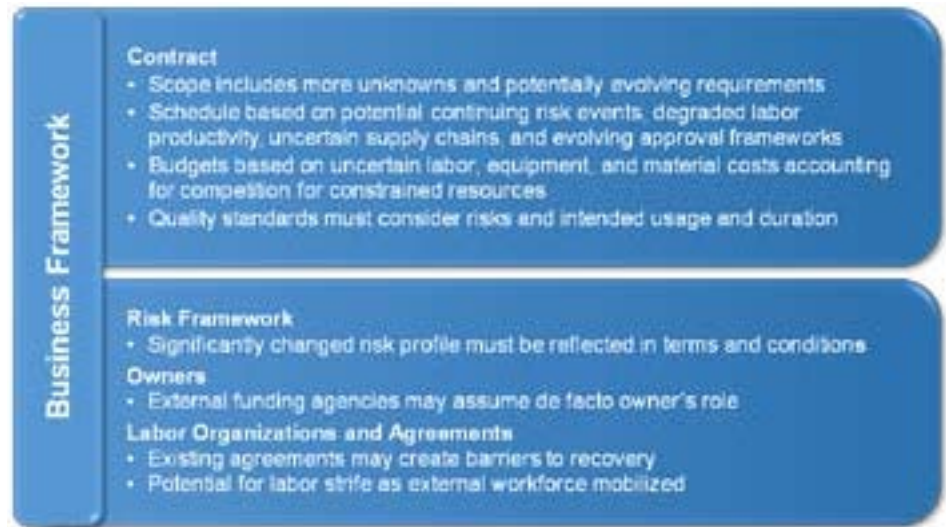 Business Framework
Contract
• Scope includes more unknowns and potentially evolving requirements
• Schedule based on potential continuing risk events, degraded labor
productivity, uncertain supply chains, and evolving approval frameworks
• Budgets based on uncertain labor, equipment, and material costs accounting
for competition for constrained resources
• Quality standards must consider risks and intended usage and duration
Risk Framework
• Significantly changed risk profile must be reflected in terms and conditions
Owners
• External funding agencies may assume de facto owner's role
Labor Organizations and Agreements
• Existing agreements may create barriers to recovery
• Potential for labor strife as external workforce mobilized